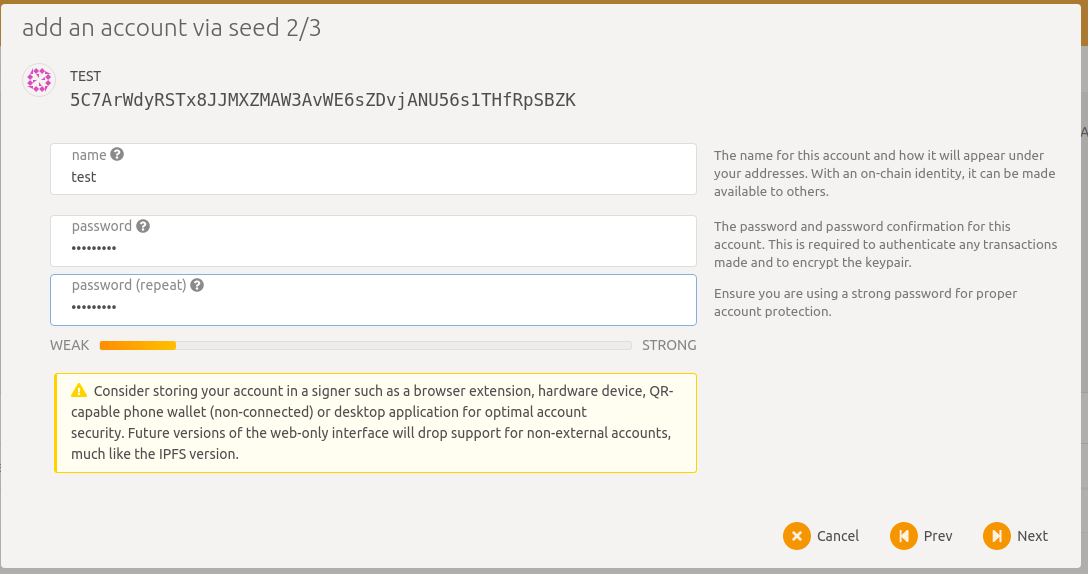 add an account via seed 2/3
TEST
5C7ArWdyRSTx8JJMXZMAW3AvWE6sZDvjANU56s1THfRpSBZK
name
test
The name for this account and how it will appear under
your addresses. With an on-chain identity, it can be made
available to others.
password
•••••••••
The password and password confirmation for this
account. This is required to authenticate any transactions
made and to encrypt the keypair.
password (repeat)
•••••••••
Ensure you are using a strong password for proper
account protection.
WEAK STRONG
Consider storing your account in a signer such as a browser extension, hardware device, QR-
capable phone wallet (non-connected) or desktop application for optimal account
security. Future versions of the web-only interface will drop support for non-external accounts,
much like the IPFS version.
Cancel Prev Next